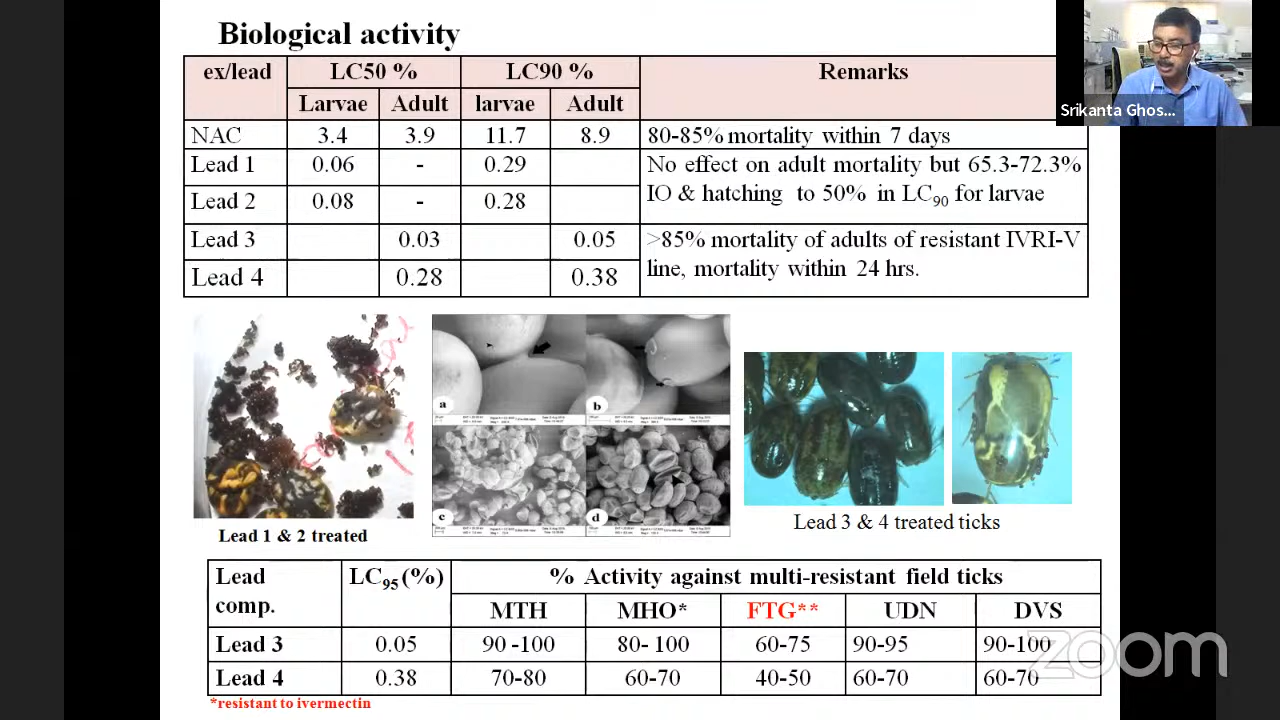 Biological activity
ex/lead LC50 % LC90 % Remarks
Larvae Adult larvae Adult
NAC 3.4 3.9 11.7 8.9 80-85% mortality within 7 days
Lead 1 0.06 - 0.29 No effect on adult mortality but 65.3-72.3%
Lead 2 0.08 - 0.28 IO & hatching to 50% in LC90 for larvae
Lead 3 0.03 0.05 >85% mortality of adults of resistant IVRI-V
Lead 4 0.28 0.38 line, mortality within 24 hrs.
Srikanta Ghos...
a b
c d
Lead 1 & 2 treated
Lead 3 & 4 treated ticks
Lead comp. LC95 (%) % Activity against multi-resistant field ticks
MTH MHO* FTG** UDN DVS
Lead 3 0.05 90 -100 80- 100 60-75 90-95 90-100
Lead 4 0.38 70-80 60-70 40-50 60-70 60-70
*resistant to ivermectin
zoom